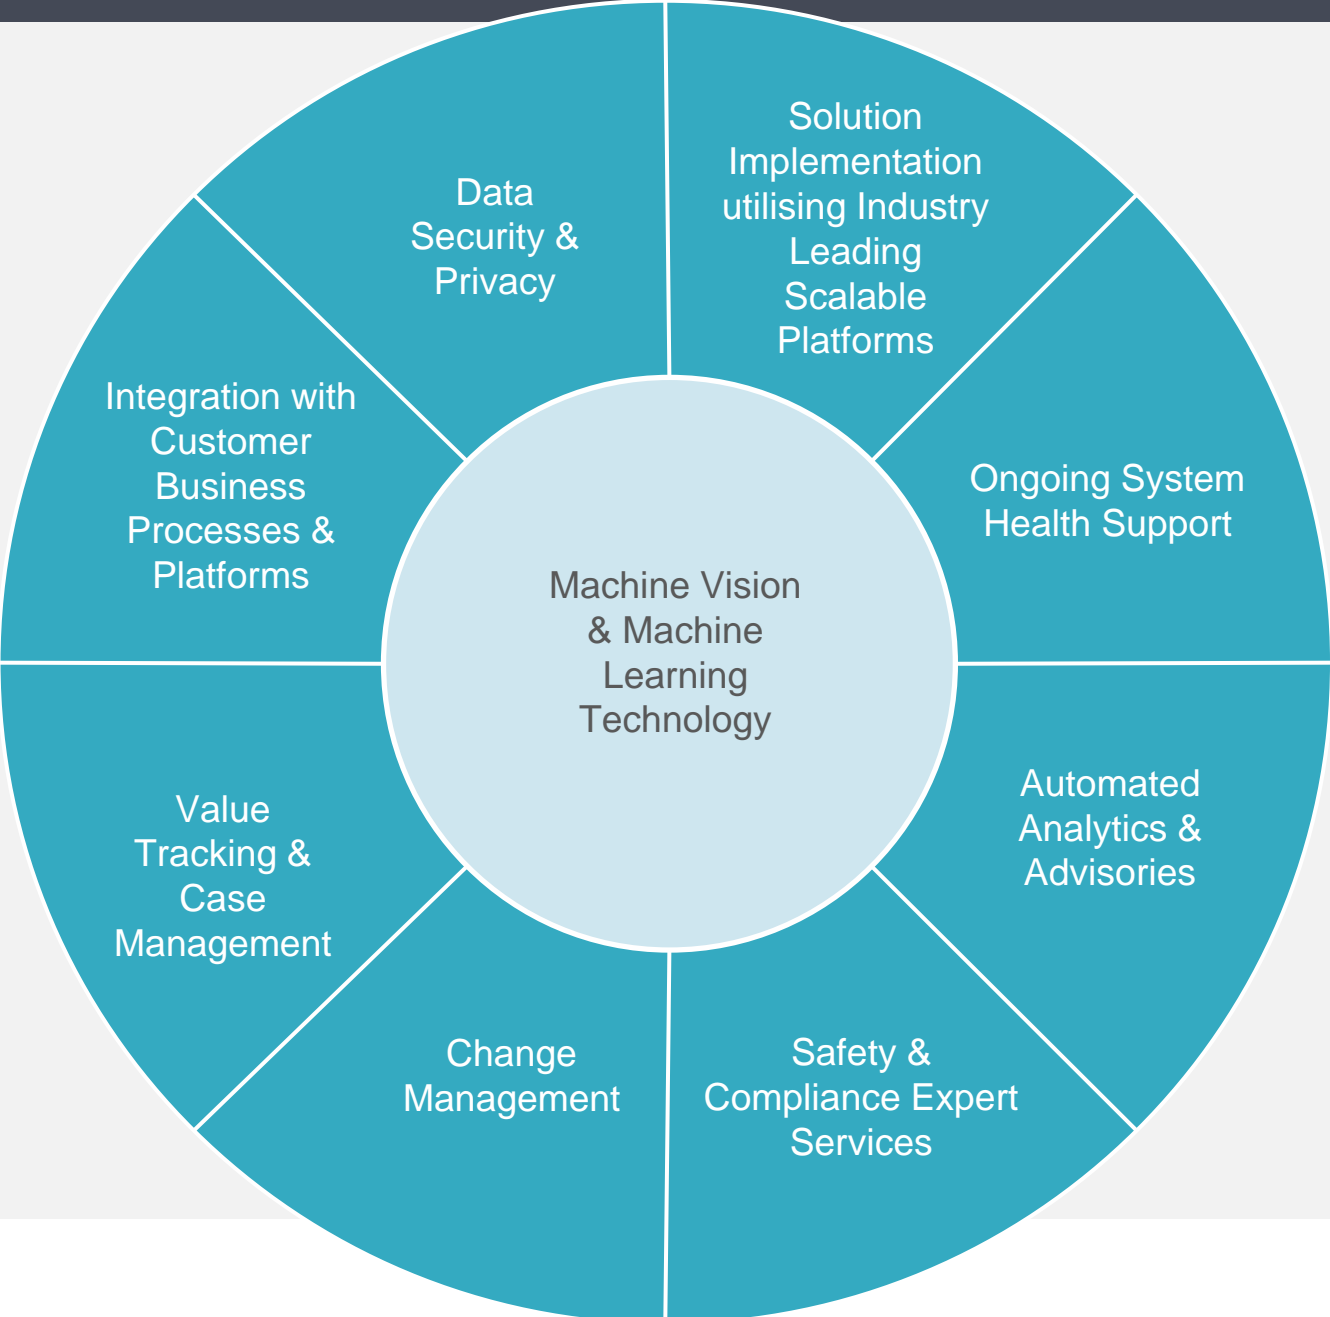 Solution
Implementation
utilising Industry
Leading
Scalable
Platforms
Ongoing System
Health Support
Automated
Analytics &
Advisories
Safety &
Compliance Expert
Services
Change
Management
Value
Tracking &
Case
Management
Integration with
Customer
Business
Processes &
Platforms
Data
Security &
Privacy
Machine Vision
& Machine
Learning
Technology